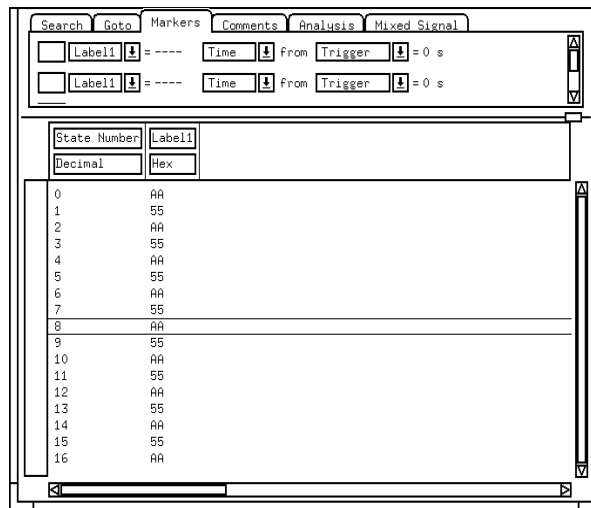 Search Goto Markers Comments Analysis Mixed Signal
Label1 = ---- Time from Trigger = 0 s
Label1 = ---- Time from Trigger = 0 s
State Number Label1
Decimal Hex
0 AA
1 55
2 AA
3 55
4 AA
5 55
6 AA
7 55
8 AA
9 55
10 AA
11 55
12 AA
13 55
14 AA
15 55
16 AA